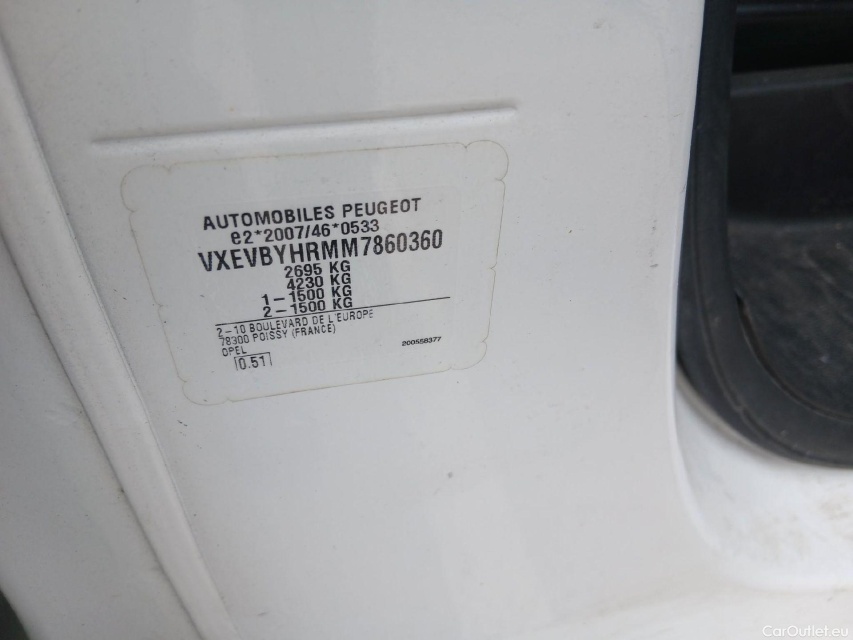 AUTOMOBILES PEUGEOT
e2*2007/46*0533
VXEVBYHRMM7860360
2695 KG
4230 KG
1-1500 KG
2-1500 KG
2-10 BOULEVARD DE L'EUROPE
78300 POISSY (FRANCE)
OPEL
200558377
0.51
CarOutlet.eu